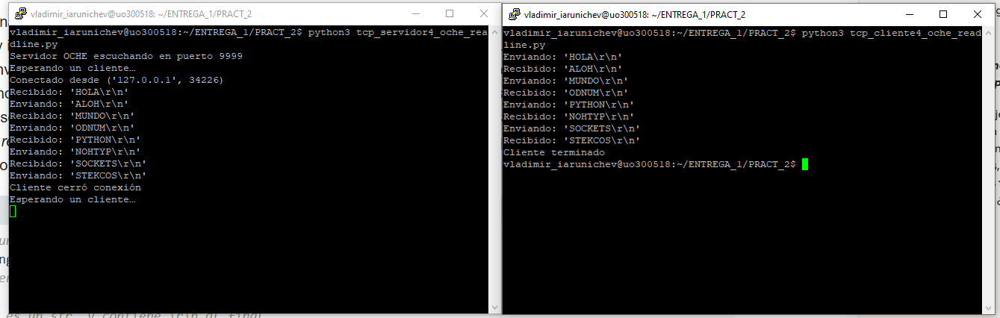 vladimir_iarunichev@uo300518: ~/ENTREGA_1/PRACT_2
vladimir_iarunichev@uo300518:~/ENTREGA_1/PRACT_2$ python3 tcp_servidor4_oche_rea
dline.py
Servidor OCHE escuchando en puerto 9999
Esperando un cliente…
Conectado desde ('127.0.0.1', 34226)
Recibido: 'HOLA\r\n'
Enviando: 'ALOH\r\n'
Recibido: 'MUNDO\r\n'
Enviando: 'ODNUM\r\n'
Recibido: 'PYTHON\r\n'
Enviando: 'NOHTYP\r\n'
Recibido: 'SOCKETS\r\n'
Enviando: 'STEKCOS\r\n'
Cliente cerró conexión
Esperando un cliente…
vladimir_iarunichev@uo300518: ~/ENTREGA_1/PRACT_2
vladimir_iarunichev@uo300518:~/ENTREGA_1/PRACT_2$ python3 tcp_cliente4_oche_read
line.py
Enviando: 'HOLA\r\n'
Recibido: 'ALOH\r\n'
Enviando: 'MUNDO\r\n'
Recibido: 'ODNUM\r\n'
Enviando: 'PYTHON\r\n'
Recibido: 'NOHTYP\r\n'
Enviando: 'SOCKETS\r\n'
Recibido: 'STEKCOS\r\n'
Cliente terminado
vladimir_iarunichev@uo300518:~/ENTREGA_1/PRACT_2$